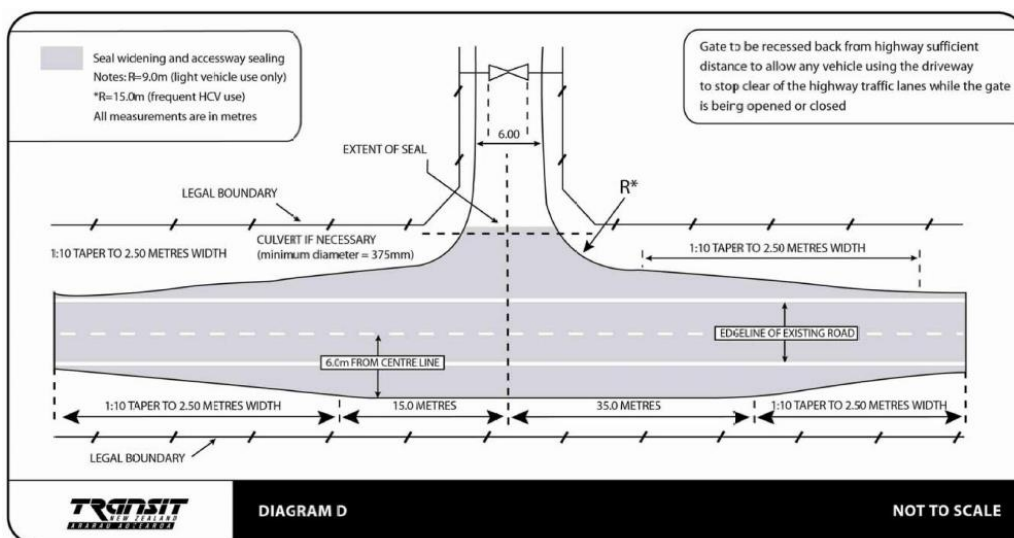 Seal widening and accessway sealing
Notes: R=9.0m (light vehicle use only)
*R=15.0m (frequent HCV use)
All measurements are in metres
Gate to be recessed back from highway sufficient
distance to allow any vehicle using the driveway
to stop clear of the highway traffic lanes while the gate
is being opened or closed
6.00
EXTENT OF SEAL
R*
LEGAL BOUNDARY
CULVERT IF NECESSARY
(minimum diameter = 375mm)
1:10 TAPER TO 2.50 METRES WIDTH
1:10 TAPER TO 2.50 METRES WIDTH
EDGELINE OF EXISTING ROAD
6.0m FROM CENTRE LINE
1:10 TAPER TO 2.50 METRES WIDTH
15.0 METRES
35.0 METRES
1:10 TAPER TO 2.50 METRES WIDTH
LEGAL BOUNDARY
TRANSIT
NEW ZEALAND
ARARAU AOTEAROA
DIAGRAM D
NOT TO SCALE